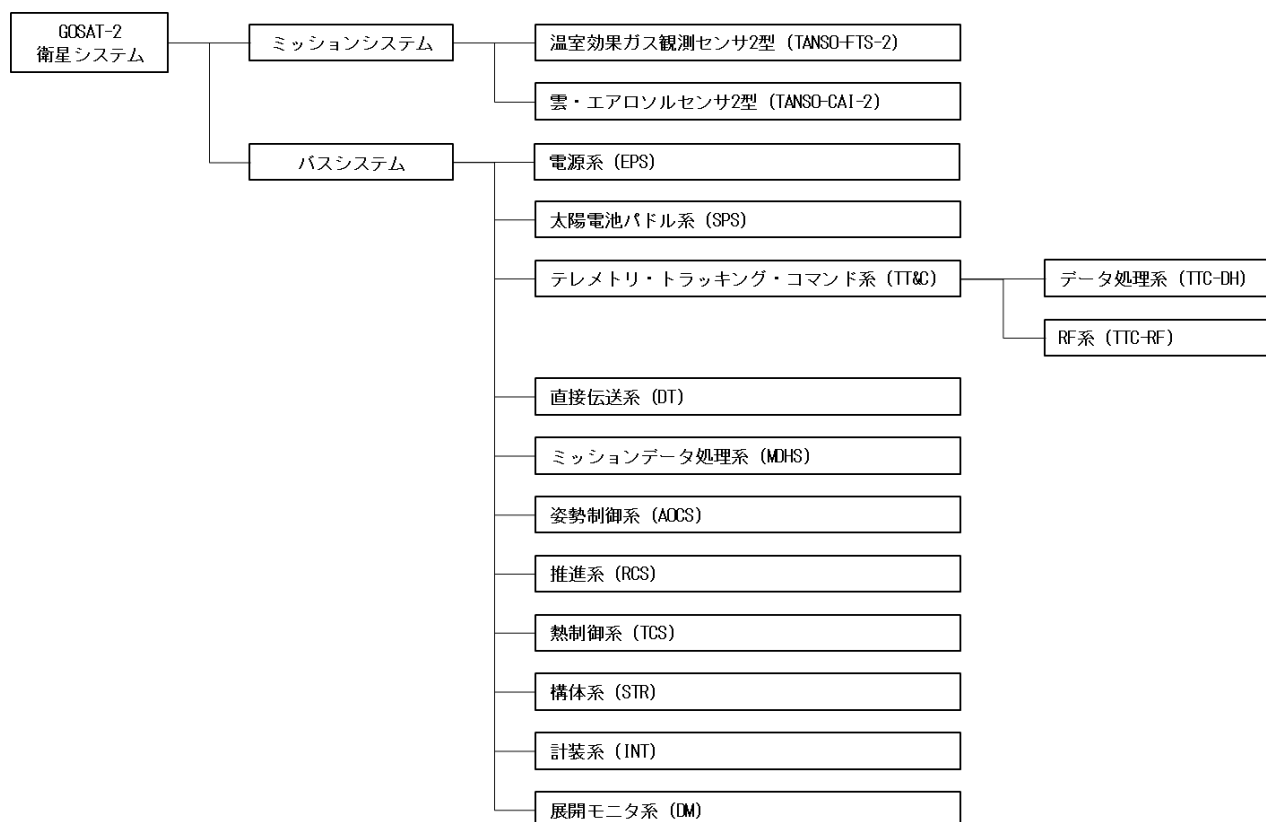 GOSAT-2
衛星システム
ミッションシステム
温室効果ガス観測センサ2型 (TANSO-FTS-2)
雲・エアロソルセンサ2型 (TANSO-CAI-2)
バスシステム
電源系 (EPS)
太陽電池パドル系 (SPS)
テレメトリ・トラッキング・コマンド系 (TT&C)
データ処理系 (TTC-DH)
RF系 (TTC-RF)
直接伝送系 (DT)
ミッションデータ処理系 (MDHS)
姿勢制御系 (AOCS)
推進系 (RCS)
熱制御系 (TCS)
構体系 (STR)
計装系 (INT)
展開モニタ系 (DM)